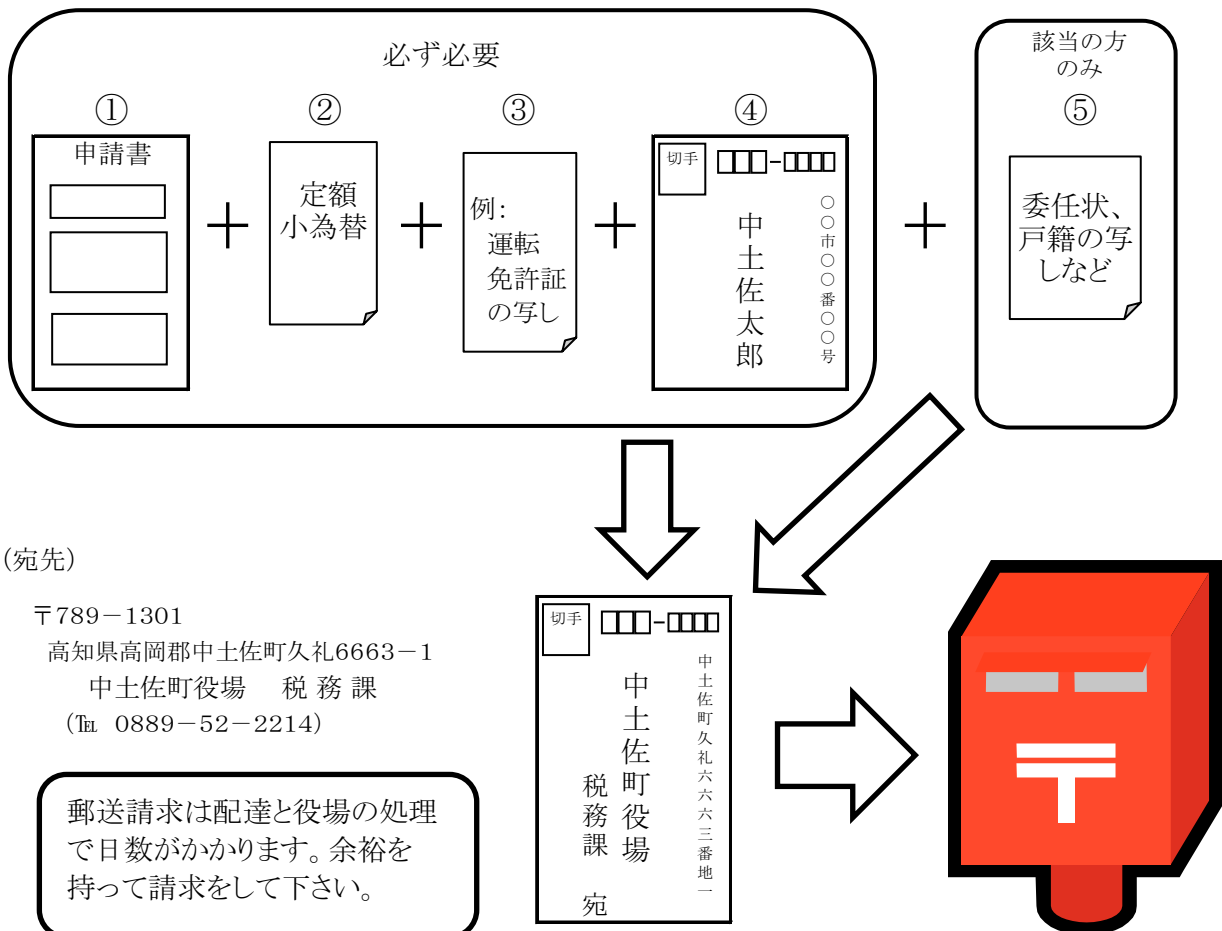 必ず必要
①
申請書
+
②
定額
小為替
+
③
例：
運転
免許証
の写し
+
④
切手
□□□-□□□□
○○市○○番○○号
中土佐太郎
+
該当の方
のみ
⑤
委任状、
戸籍の写
しなど
（宛先）
〒789－1301
高知県高岡郡中土佐町久礼6663－1
中土佐町役場　税務課
（℡ 0889－52－2214）
郵送請求は配達と役場の処理
で日数がかかります。余裕を
持って請求をして下さい。
切手
□□□-□□□□
中土佐町久礼六六六三番地一
中土佐町役場
税務課　宛
〒